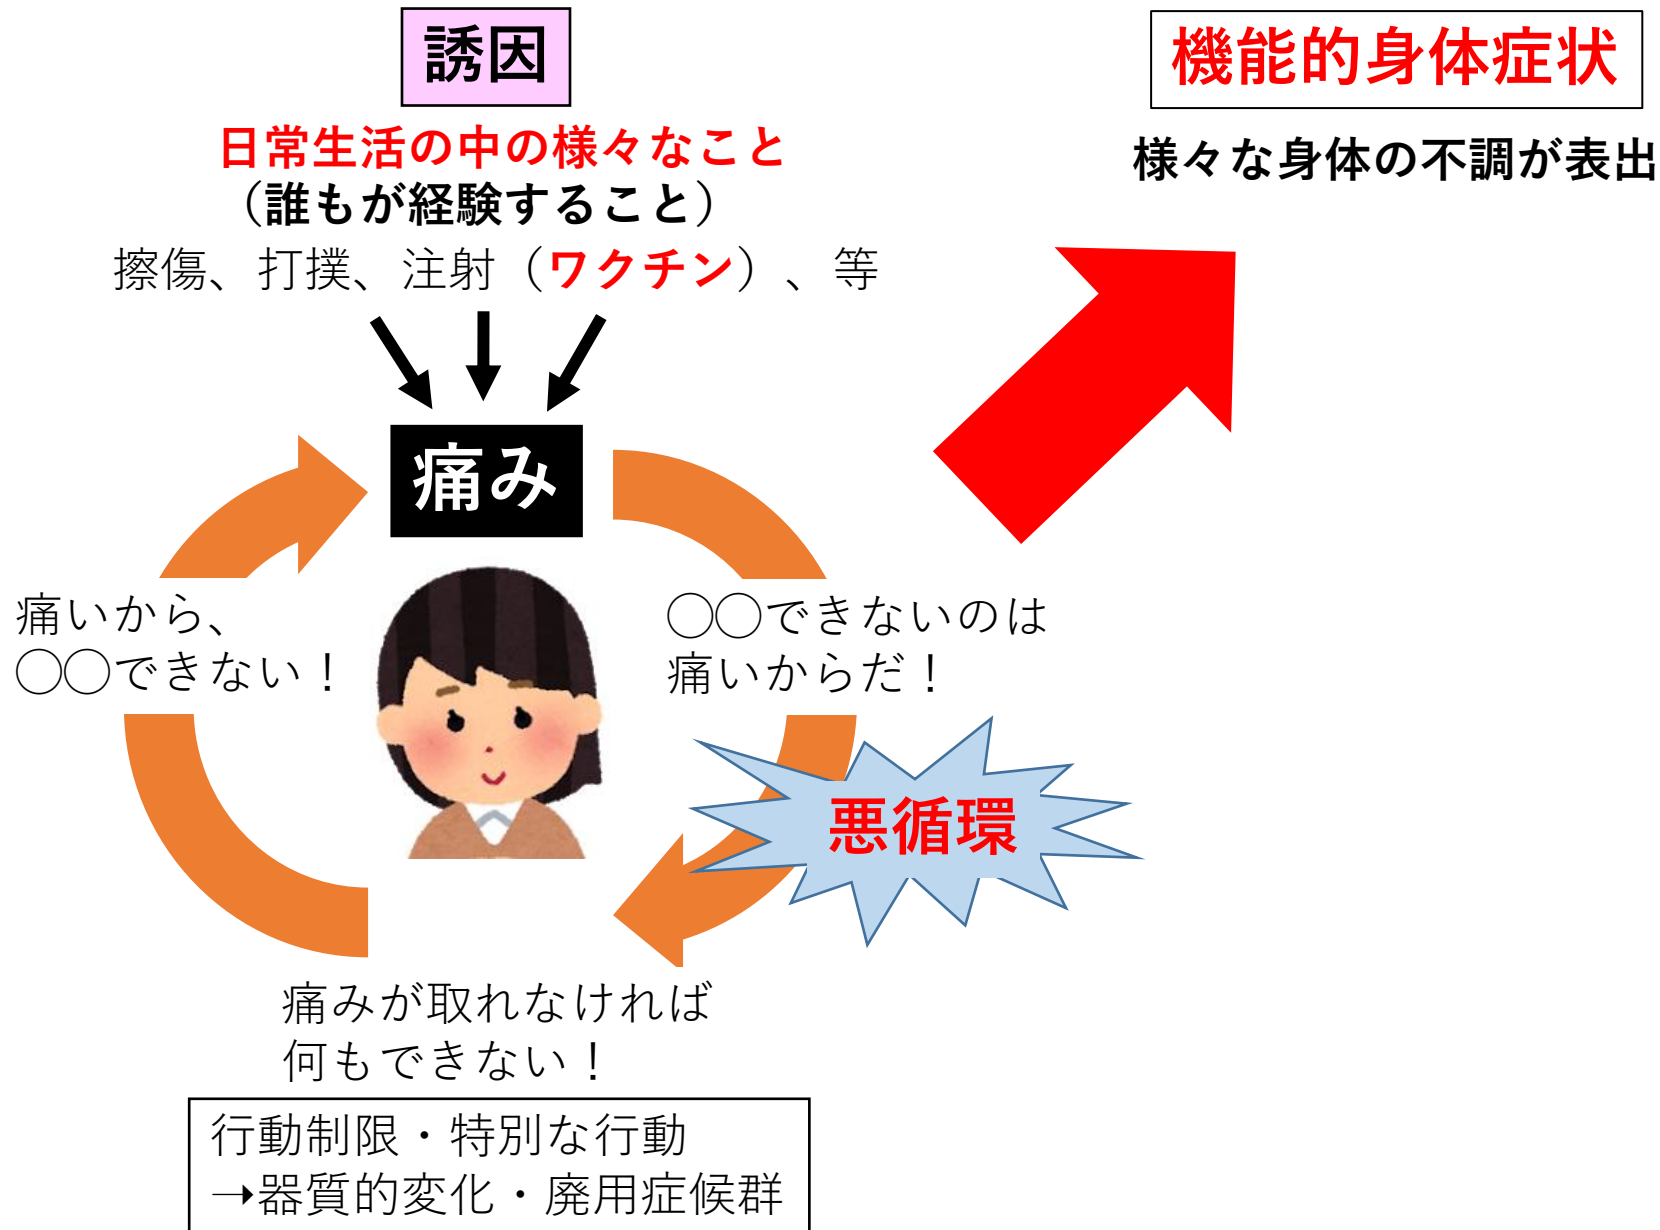 誘因
日常生活の中の様々なこと
（誰もが経験すること）
擦傷、打撲、注射（ワクチン）、等
機能的身体症状
様々な身体の不調が表出
痛み
痛いから、
◯◯できない！
◯◯できないのは
痛いからだ！
悪循環
痛みが取れなければ
何もできない！
行動制限・特別な行動
→器質的変化・廃用症候群